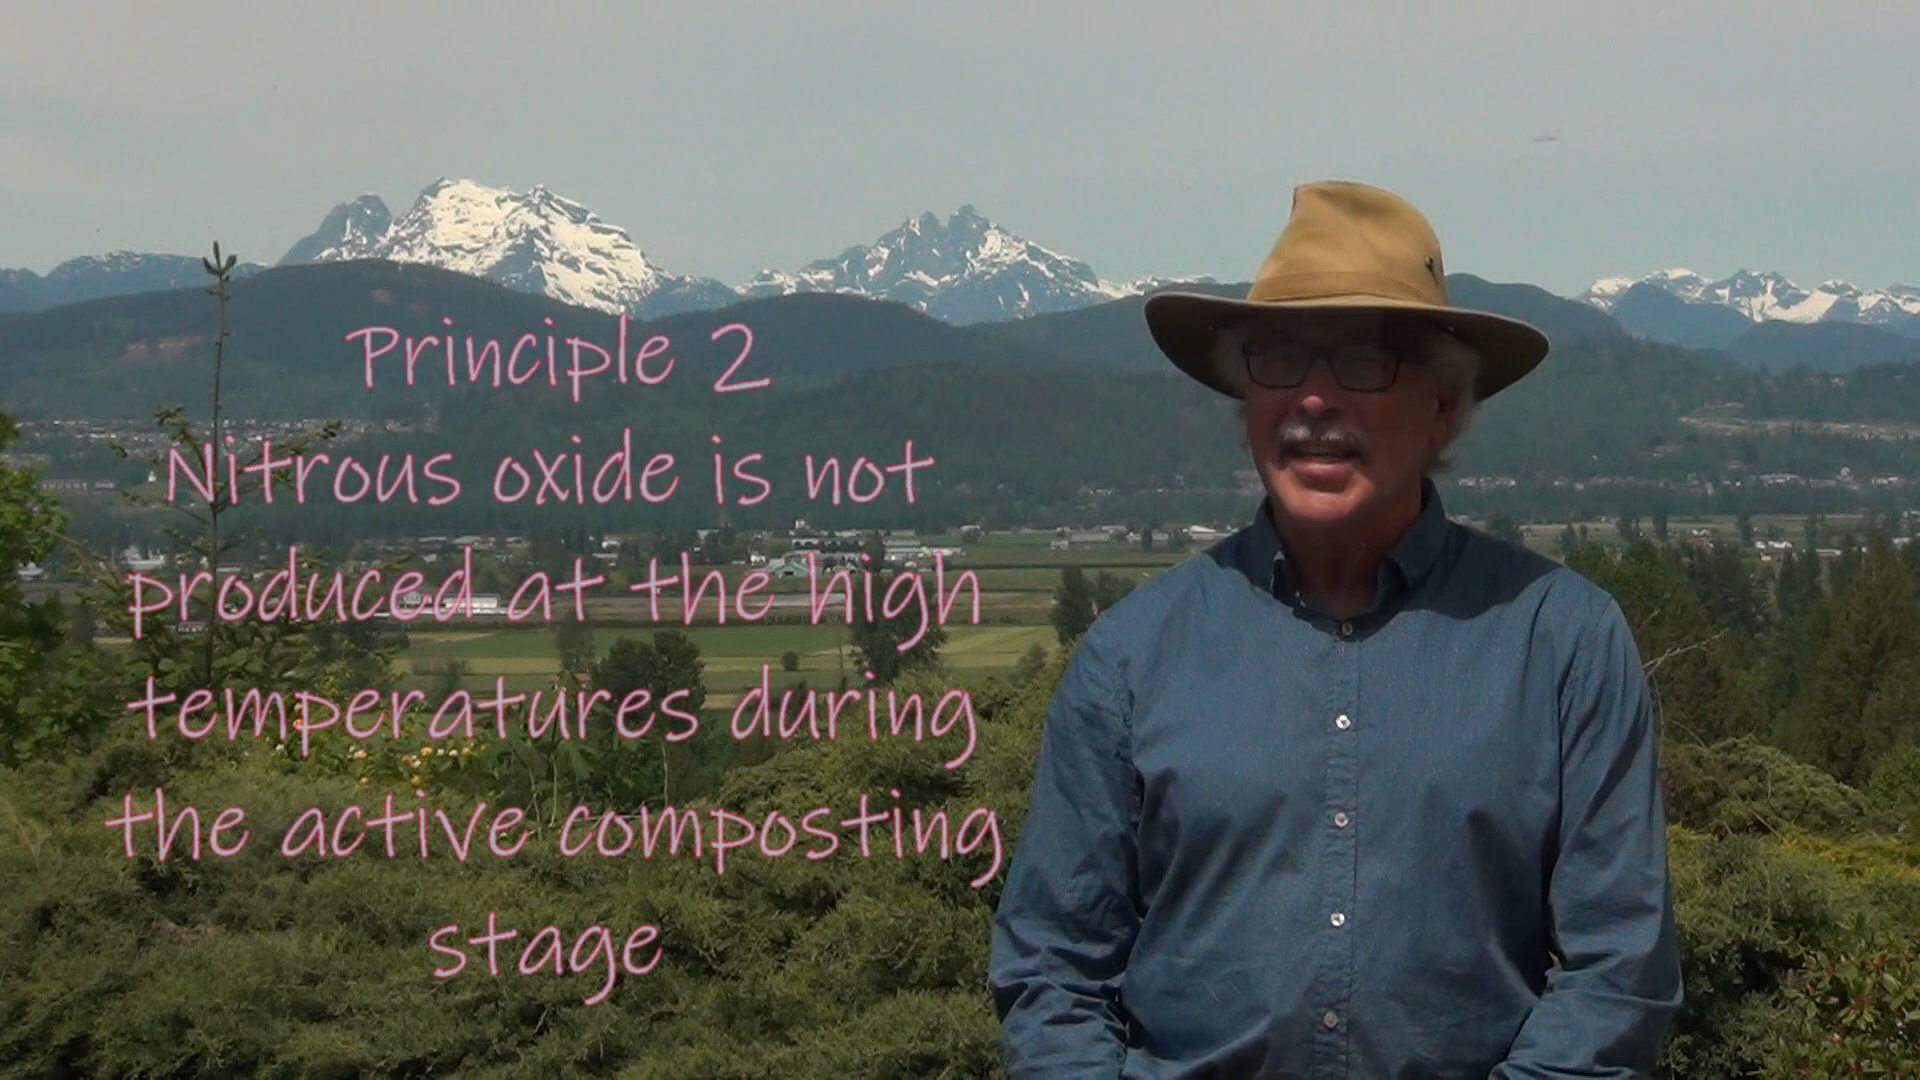 Principle 2
Nitrous oxide is not
produced at the high
temperatures during
the active composting
stage